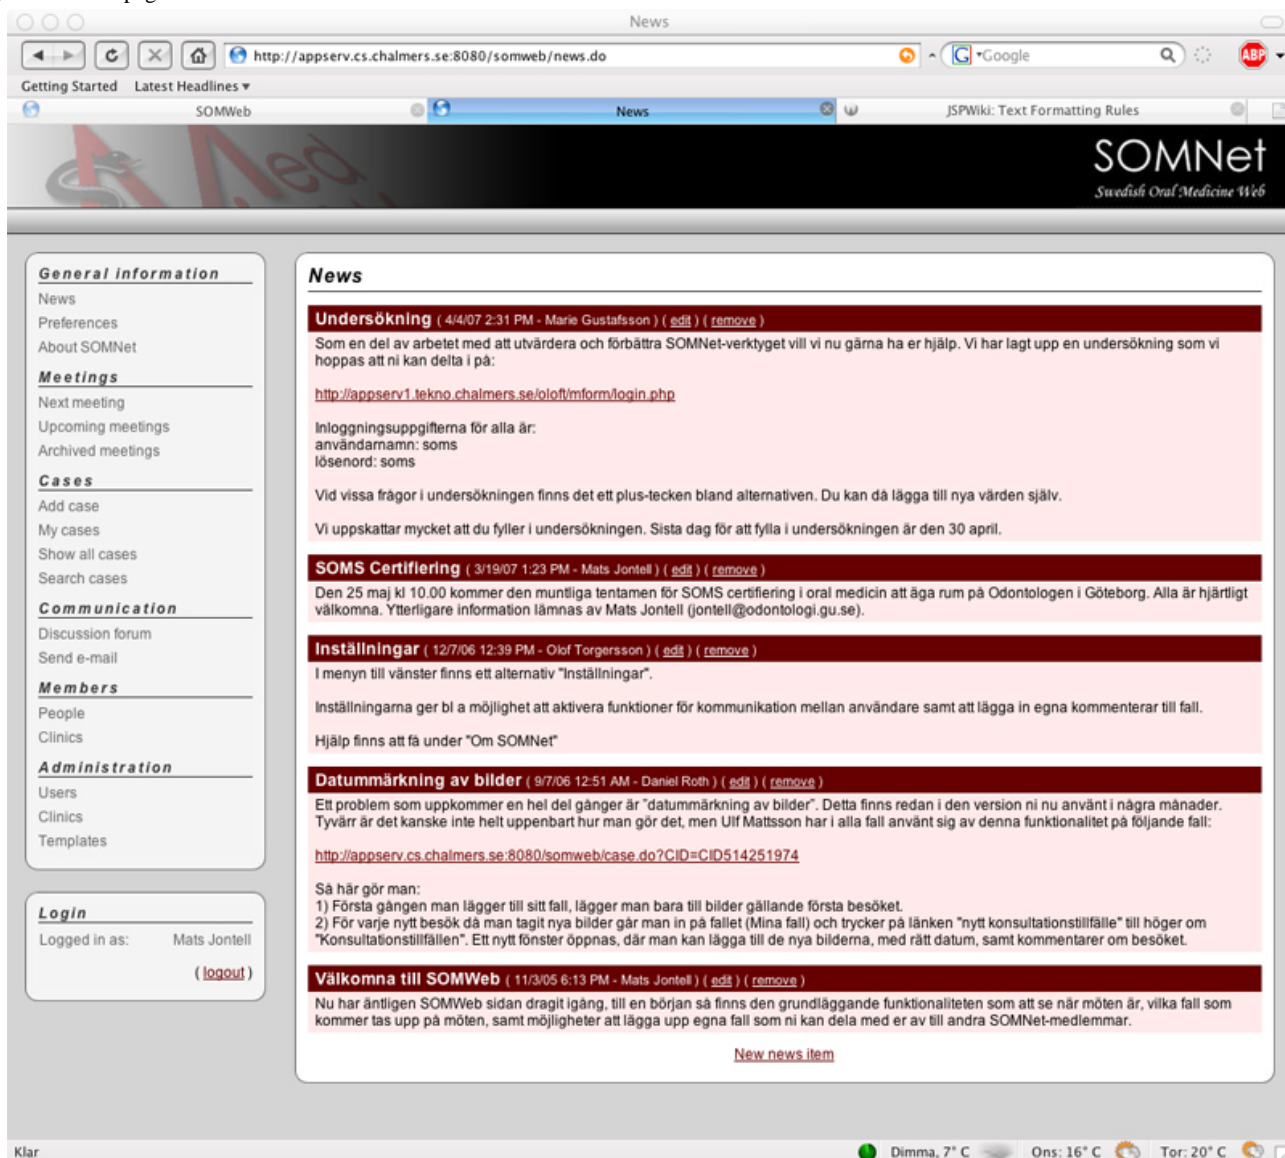 News
http://appserv.cs.chalmers.se:8080/somweb/news.do
Google
ABP
Getting Started Latest Headlines
SOMWeb
News
JSPWiki: Text Formatting Rules
Med
SOMNet
Swedish Oral Medicine Web
General information
News
Preferences
About SOMNet
Meetings
Next meeting
Upcoming meetings
Archived meetings
Cases
Add case
My cases
Show all cases
Search cases
Communication
Discussion forum
Send e-mail
Members
People
Clinics
Administration
Users
Clinics
Templates
Login
Logged in as: Mats Jontell
( logout )
News
Undersökning ( 4/4/07 2:31 PM - Marie Gustafsson ) ( edit ) ( remove )
Som en del av arbetet med att utvärdera och förbättra SOMNet-verktyget vill vi nu gärna ha er hjälp. Vi har lagt upp en undersökning som vi
hoppas att ni kan delta i på:
http://appserv1.tekno.chalmers.se/oloft/mform/login.php
Inloggningsuppgifterna för alla är:
användarnamn: soms
lösenord: soms
Vid vissa frågor i undersökningen finns det ett plus-tecken bland alternativen. Du kan då lägga till nya värden själv.
Vi uppskattar mycket att du fyller i undersökningen. Sista dag för att fylla i undersökningen är den 30 april.
SOMS Certifiering ( 3/19/07 1:23 PM - Mats Jontell ) ( edit ) ( remove )
Den 25 maj kl 10.00 kommer den muntliga tentamen för SOMS certifiering i oral medicin att äga rum på Odontologen i Göteborg. Alla är hjärtligt
välkomna. Ytterligare information lämnas av Mats Jontell (jontell@odontologi.gu.se).
Inställningar ( 12/7/06 12:39 PM - Olof Torgersson ) ( edit ) ( remove )
I menyn till vänster finns ett alternativ "Inställningar".
Inställningarna ger bl a möjlighet att aktivera funktioner för kommunikation mellan användare samt att lägga in egna kommenterar till fall.
Hjälp finns att få under "Om SOMNet"
Datummärkning av bilder ( 9/7/06 12:51 AM - Daniel Roth ) ( edit ) ( remove )
Ett problem som uppkommer en hel del gånger är "datummärkning av bilder". Detta finns redan i den version ni nu använt i några månader.
Tyvärr är det kanske inte helt uppenbart hur man gör det, men Ulf Mattsson har i alla fall använt sig av denna funktionalitet på följande fall:
http://appserv.cs.chalmers.se:8080/somweb/case.do?CID=CID514251974
Så här gör man:
1) Första gången man lägger till sitt fall, lägger man bara till bilder gällande första besöket.
2) För varje nytt besök då man tagit nya bilder går man in på fallet (Mina fall) och trycker på länken "nytt konsultationstillfälle" till höger om
"Konsultationstillfällen". Ett nytt fönster öppnas, där man kan lägga till de nya bilderna, med rätt datum, samt kommentarer om besöket.
Välkomna till SOMWeb ( 11/3/05 6:13 PM - Mats Jontell ) ( edit ) ( remove )
Nu har äntligen SOMWeb sidan dragit igång, till en början så finns den grundläggande funktionaliteten som att se när möten är, vilka fall som
kommer tas upp på möten, samt möjligheter att lägga upp egna fall som ni kan dela med er av till andra SOMNet-medlemmar.
New news item
Klar
Dimma, 7° C Ons: 16° C Tor: 20° C